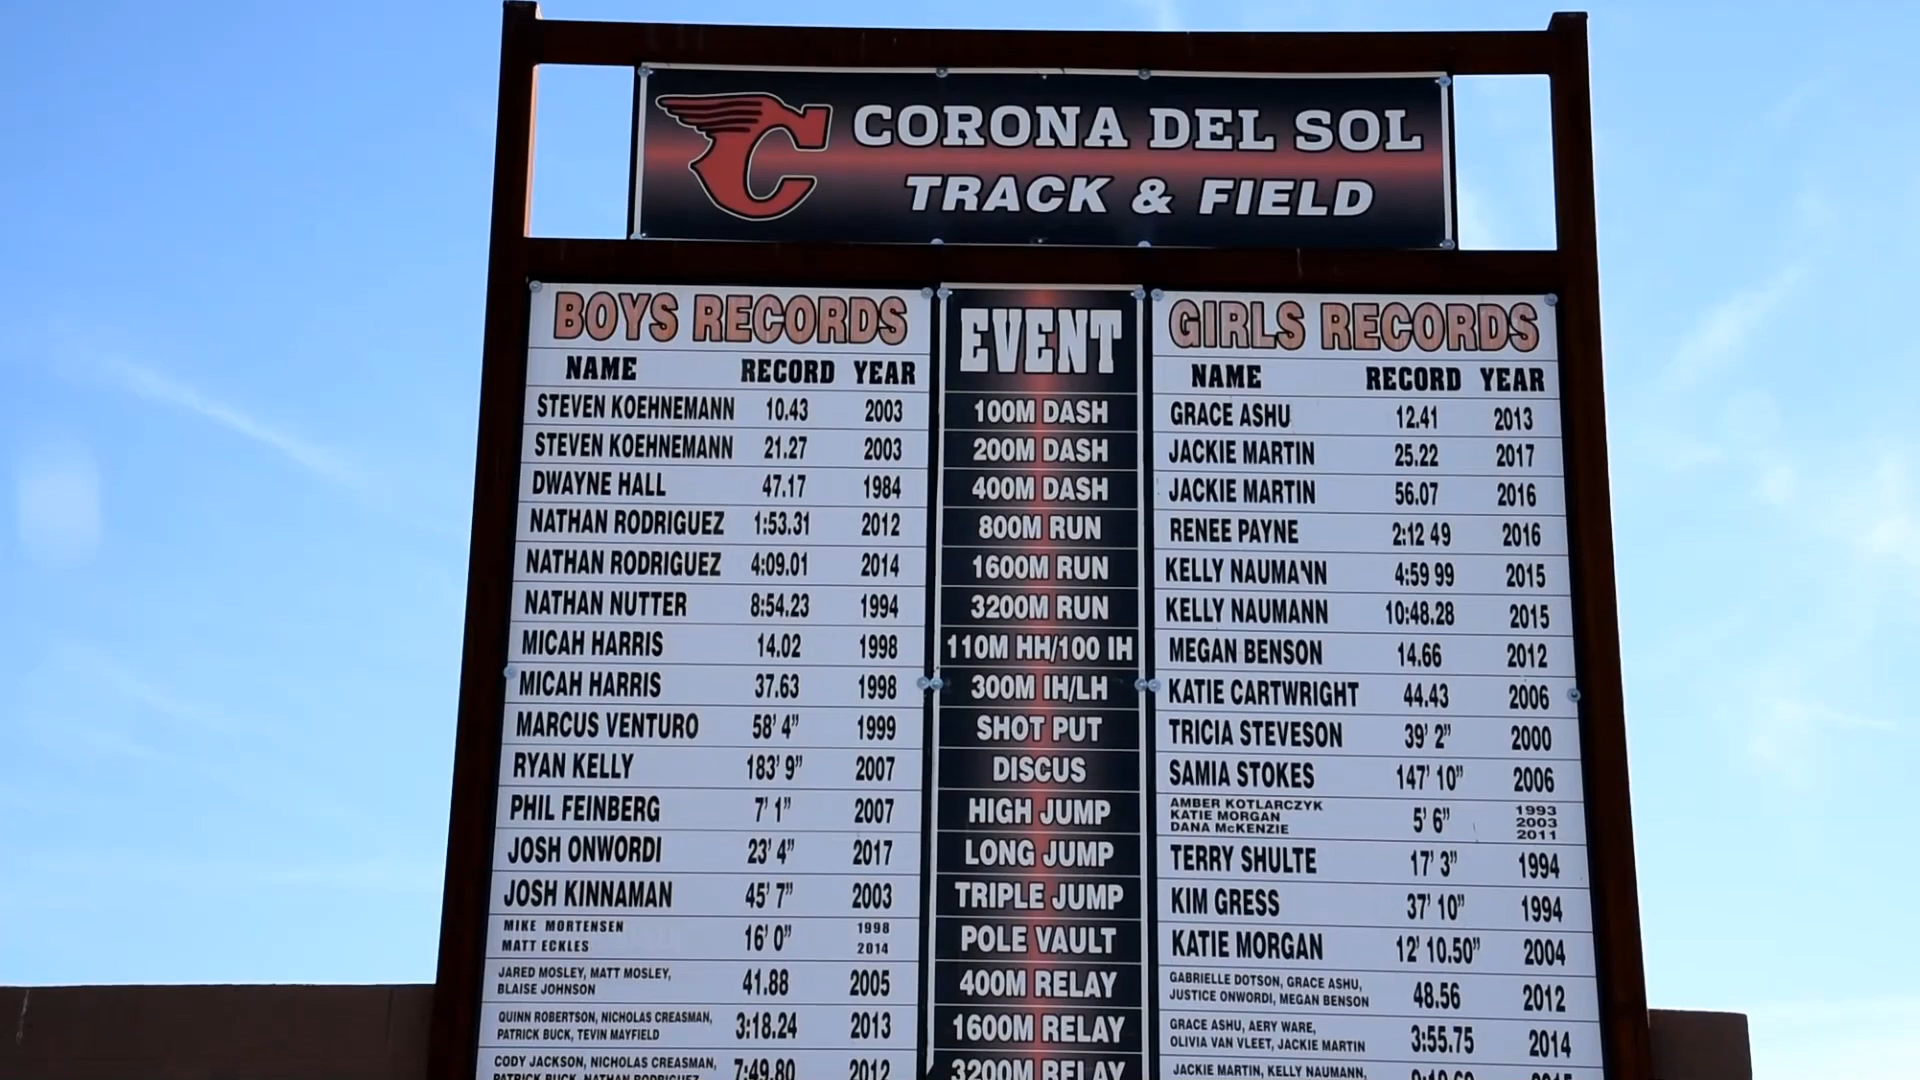 C CORONA DEL SOL
TRACK & FIELD
BOYS RECORDS EVENT GIRLS RECORDS
NAME RECORD YEAR NAME RECORD YEAR
STEVEN KOEHNEMANN 10.43 2003 100M DASH GRACE ASHU 12.41 2013
STEVEN KOEHNEMANN 21.27 2003 200M DASH JACKIE MARTIN 25.22 2017
DWAYNE HALL 47.17 1984 400M DASH JACKIE MARTIN 56.07 2016
NATHAN RODRIGUEZ 1:53.31 2012 800M RUN RENEE PAYNE 2:12 49 2016
NATHAN RODRIGUEZ 4:09.01 2014 1600M RUN KELLY NAUMANN 4:59 99 2015
NATHAN NUTTER 8:54.23 1994 3200M RUN KELLY NAUMANN 10:48.28 2015
MICAH HARRIS 14.02 1998 110M HH/100 IH MEGAN BENSON 14.66 2012
MICAH HARRIS 37.63 1998 300M IH/LH KATIE CARTWRIGHT 44.43 2006
MARCUS VENTURO 58' 4" 1999 SHOT PUT TRICIA STEVESON 39' 2" 2000
RYAN KELLY 183' 9" 2007 DISCUS SAMIA STOKES 147' 10" 2006
PHIL FEINBERG 7' 1" 2007 HIGH JUMP AMBER KOTLARCZYK 5' 6" 1993
KATIE MORGAN 2003
DANA McKENZIE 2011
JOSH ONWORDI 23' 4" 2017 LONG JUMP TERRY SHULTE 17' 3" 1994
JOSH KINNAMAN 45' 7" 2003 TRIPLE JUMP KIM GRESS 37' 10" 1994
MIKE MORTENSEN 1998
MATT ECKLES 16' 0" 2014 POLE VAULT KATIE MORGAN 12' 10.50" 2004
JARED MOSLEY, MATT MOSLEY, 41.88 2005 400M RELAY GABRIELLE DOTSON, GRACE ASHU, 48.56 2012
BLAISE JOHNSON JUSTICE ONWORDI, MEGAN BENSON
QUINN ROBERTSON, NICHOLAS CREASMAN, 3:18.24 2013 1600M RELAY GRACE ASHU, AERY WARE, 3:55.75 2014
PATRICK BUCK, TEVIN MAYFIELD OLIVIA VAN VLEET, JACKIE MARTIN
CODY JACKSON, NICHOLAS CREASMAN, 7:49.80 2012 3200M RELAY JACKIE MARTIN, KELLY NAUMANN,
PATRICK BUCK, NATHAN RODRIGUEZ